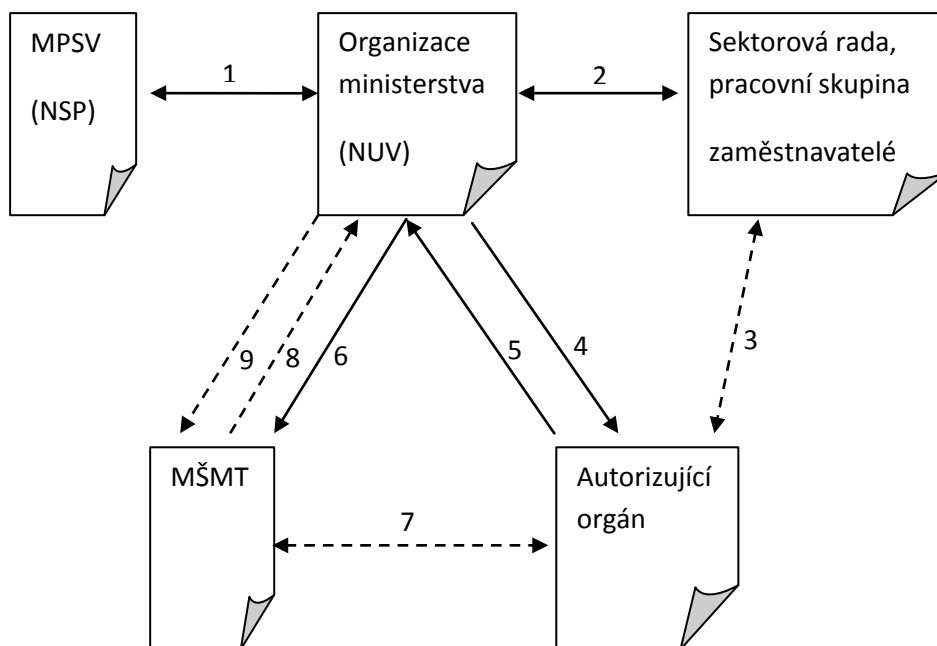 MPSV
(NSP)
1
Organizace
ministerstva
(NUV)
2
Sektorová rada,
pracovní skupina
zaměstnavatelé
9
8
6
5
4
3
MŠMT
7
Autorizující
orgán